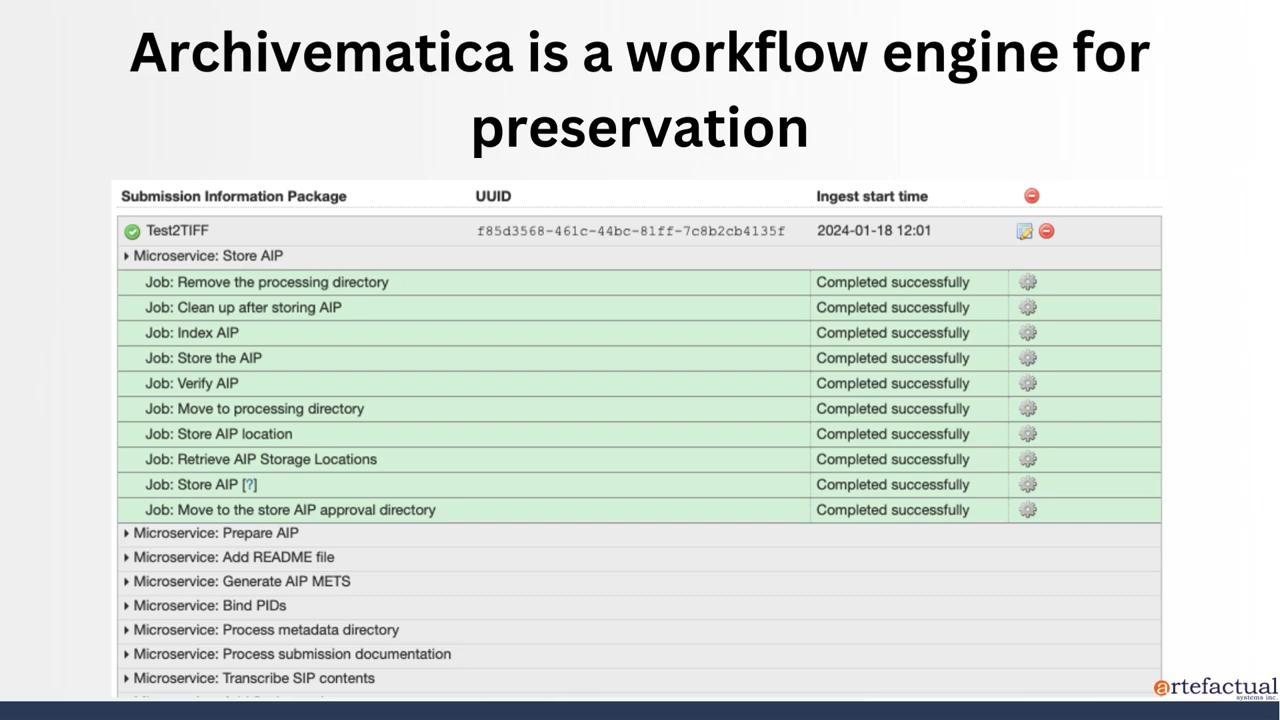 Archivematica is a workflow engine for
preservation
Submission Information Package UUID Ingest start time
Test2TIFF f85d3568-461c-44bc-81ff-7c8b2cb4135f 2024-01-18 12:01
Microservice: Store AIP
Job: Remove the processing directory Completed successfully
Job: Clean up after storing AIP Completed successfully
Job: Index AIP Completed successfully
Job: Store the AIP Completed successfully
Job: Verify AIP Completed successfully
Job: Move to processing directory Completed successfully
Job: Store AIP location Completed successfully
Job: Retrieve AIP Storage Locations Completed successfully
Job: Store AIP [?] Completed successfully
Job: Move to the store AIP approval directory Completed successfully
Microservice: Prepare AIP
Microservice: Add README file
Microservice: Generate AIP METS
Microservice: Bind PIDs
Microservice: Process metadata directory
Microservice: Process submission documentation
Microservice: Transcribe SIP contents
artefactual
systems inc.